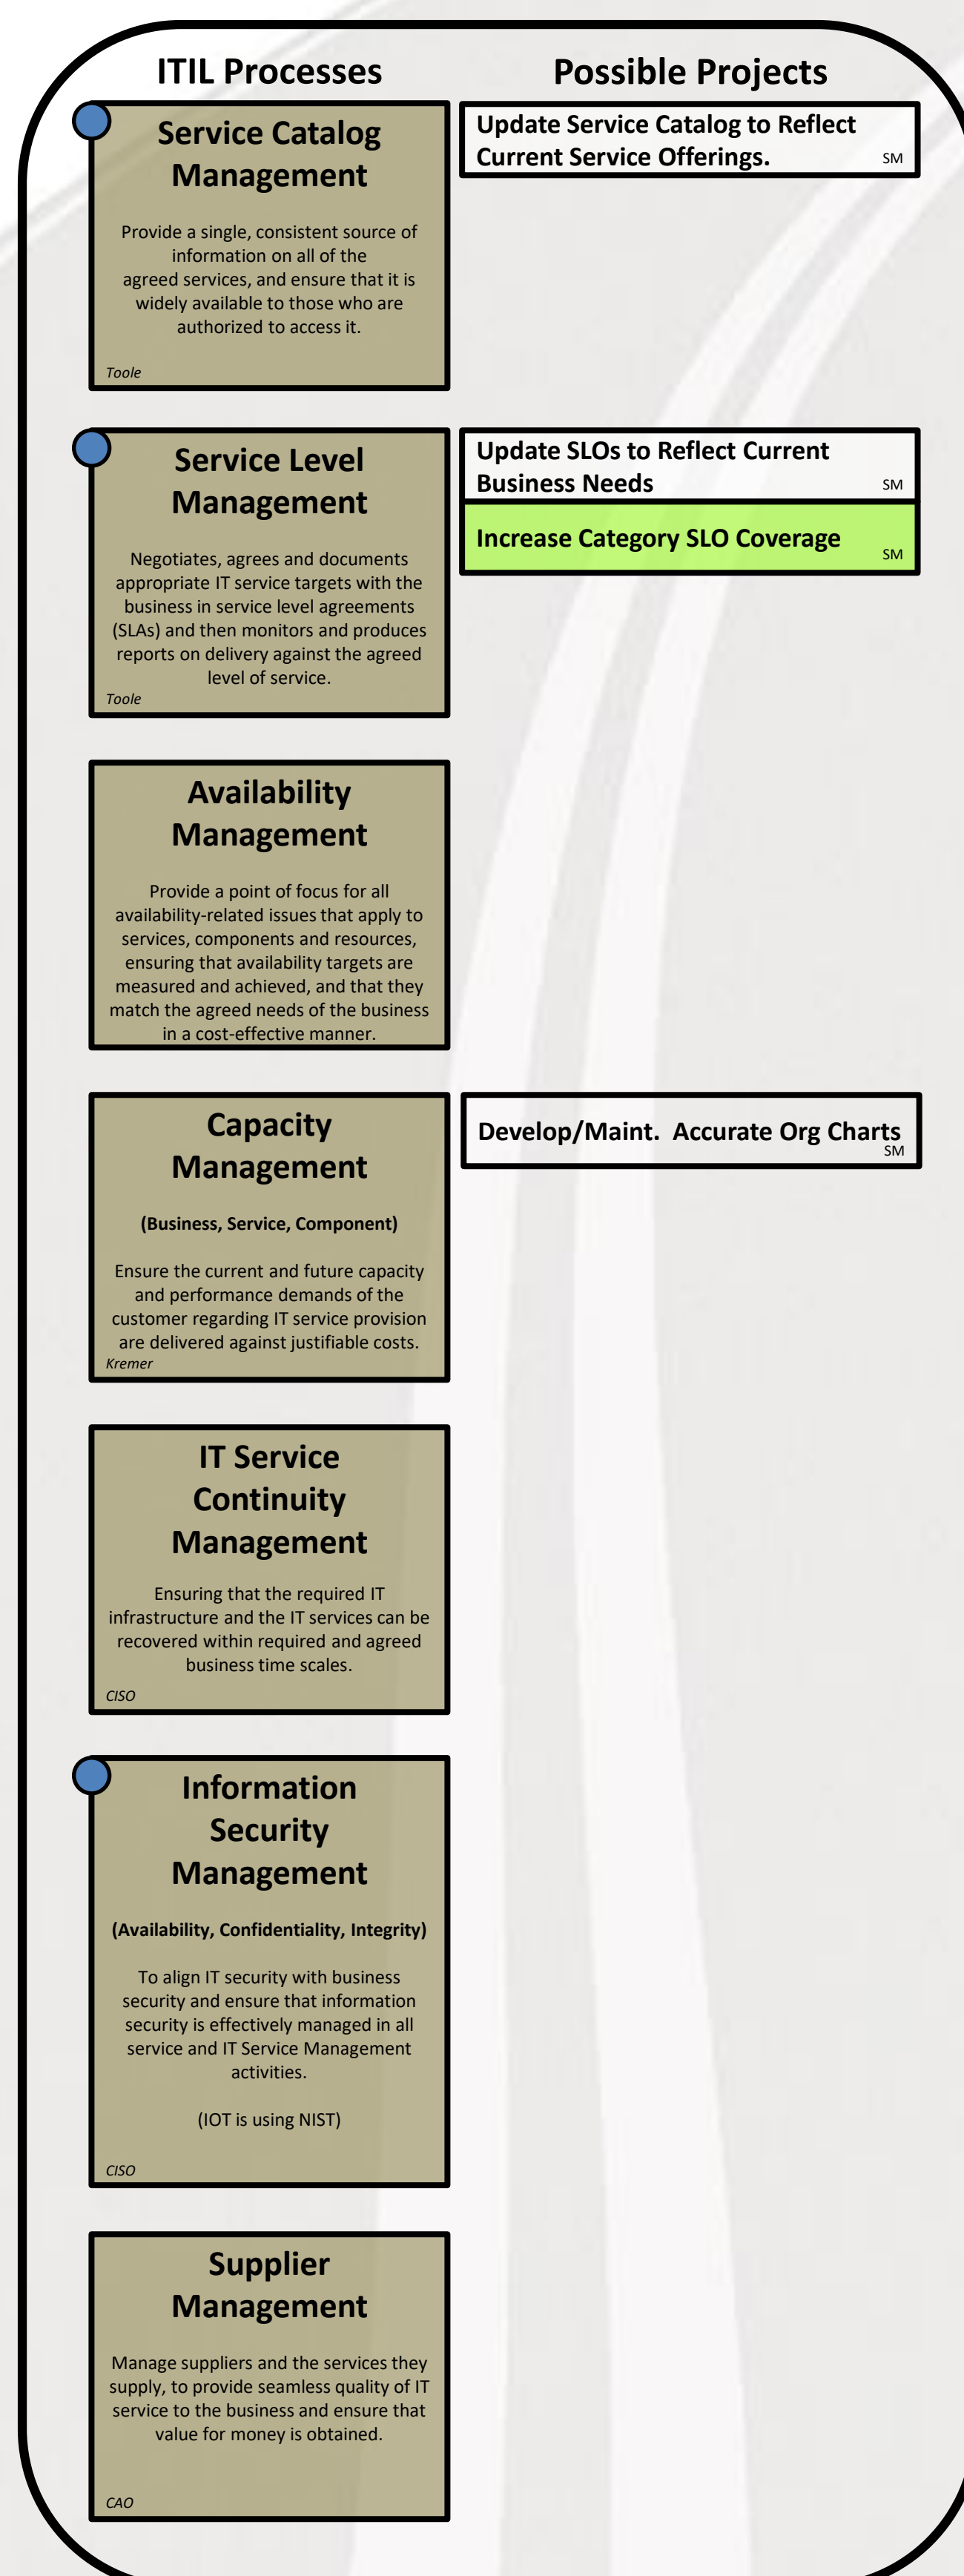 ITIL Processes
Possible Projects
Service Catalog
Management
Provide a single, consistent source of
information on all of the
agreed services, and ensure that it is
widely available to those who are
authorized to access it.
Toole
Update Service Catalog to Reflect
Current Service Offerings.
SM
Service Level
Management
Negotiates, agrees and documents
appropriate IT service targets with the
business in service level agreements
(SLAs) and then monitors and produces
reports on delivery against the agreed
level of service.
Toole
Update SLOs to Reflect Current
Business Needs
SM
Increase Category SLO Coverage
SM
Availability
Management
Provide a point of focus for all
availability-related issues that apply to
services, components and resources,
ensuring that availability targets are
measured and achieved, and that they
match the agreed needs of the business
in a cost-effective manner.
Capacity
Management
(Business, Service, Component)
Ensure the current and future capacity
and performance demands of the
customer regarding IT service provision
are delivered against justifiable costs.
Kremer
Develop/Maint.  Accurate Org Charts
SM
IT Service
Continuity
Management
Ensuring that the required IT
infrastructure and the IT services can be
recovered within required and agreed
business time scales.
CISO
Information
Security
Management
(Availability, Confidentiality, Integrity)
To align IT security with business
security and ensure that information
security is effectively managed in all
service and IT Service Management
activities.
(IOT is using NIST)
CISO
Supplier
Management
Manage suppliers and the services they
supply, to provide seamless quality of IT
service to the business and ensure that
value for money is obtained.
CAO